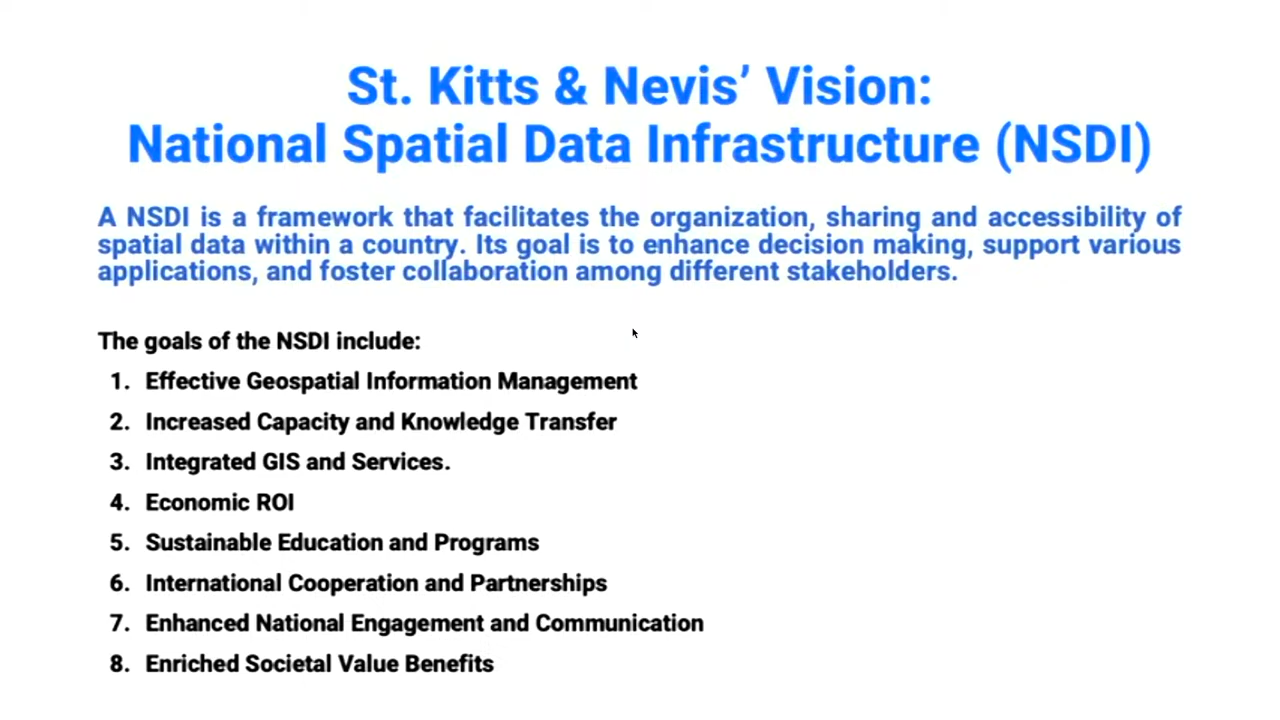 St. Kitts & Nevis’ Vision:
National Spatial Data Infrastructure (NSDI)
A NSDI is a framework that facilitates the organization, sharing and accessibility of
spatial data within a country. Its goal is to enhance decision making, support various
applications, and foster collaboration among different stakeholders.
The goals of the NSDI include:
1. Effective Geospatial Information Management
2. Increased Capacity and Knowledge Transfer
3. Integrated GIS and Services.
4. Economic ROI
5. Sustainable Education and Programs
6. International Cooperation and Partnerships
7. Enhanced National Engagement and Communication
8. Enriched Societal Value Benefits